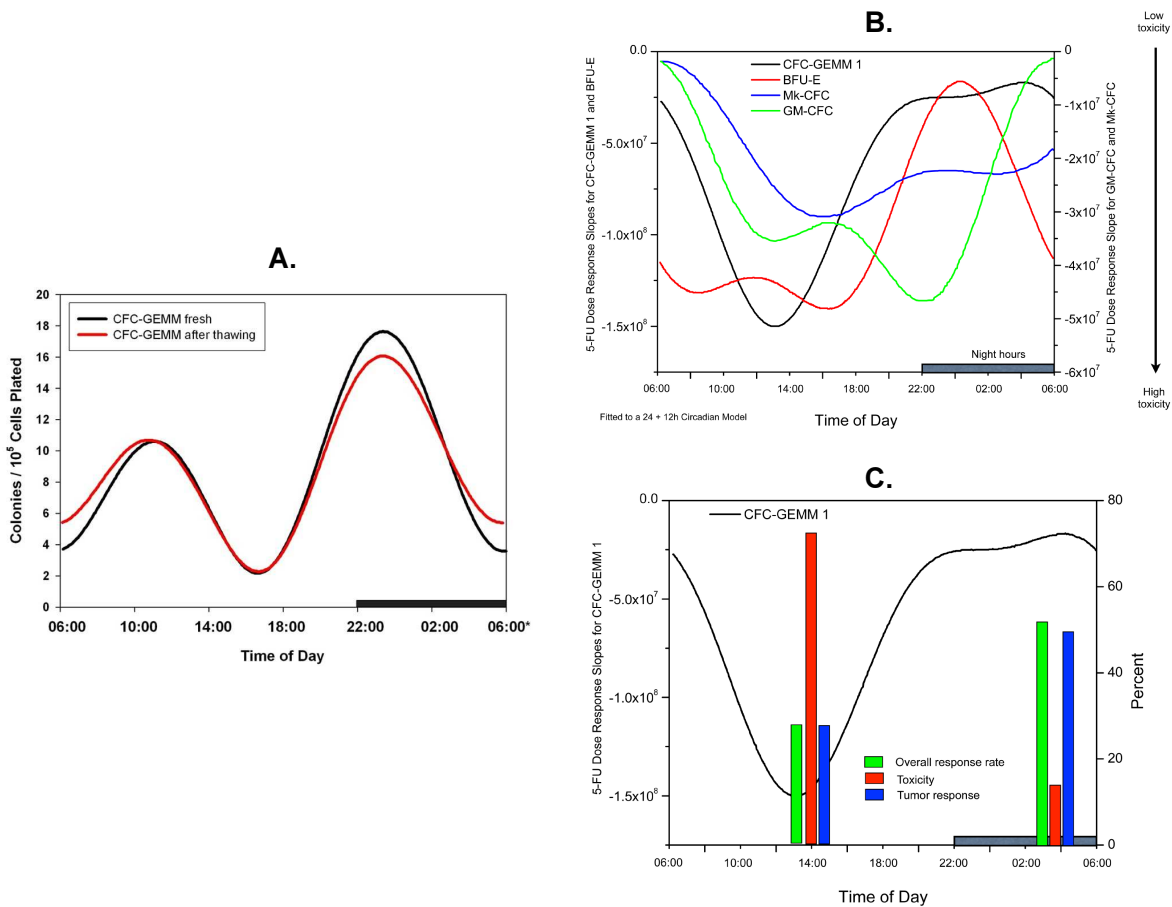 A.
20
18
16
14
12
10
8
6
4
2
0
Colonies / 10⁵ Cells Plated
CFC-GEMM fresh
CFC-GEMM after thawing
06:00 10:00 14:00 18:00 22:00 02:00 06:00*
Time of Day
B.
0.0
-5.0x10⁷
-1.0x10⁸
-1.5x10⁸
5-FU Dose Response Slopes for CFC-GEMM 1 and BFU-E
CFC-GEMM 1
BFU-E
Mk-CFC
GM-CFC
0
-1x10⁷
-2x10⁷
-3x10⁷
-4x10⁷
-5x10⁷
-6x10⁷
5-FU Dose Response Slope for GM-CFC and Mk-CFC
Night hours
06:00 10:00 14:00 18:00 22:00 02:00 06:00
Fitted to a 24 + 12h Circadian Model
Time of Day
Low
toxicity
High
toxicity
C.
0.0
-5.0x10⁷
-1.0x10⁸
-1.5x10⁸
5-FU Dose Response Slopes for CFC-GEMM 1
CFC-GEMM 1
Overall response rate
Toxicity
Tumor response
80
60
40
20
0
Percent
06:00 10:00 14:00 18:00 22:00 02:00 06:00
Time of Day